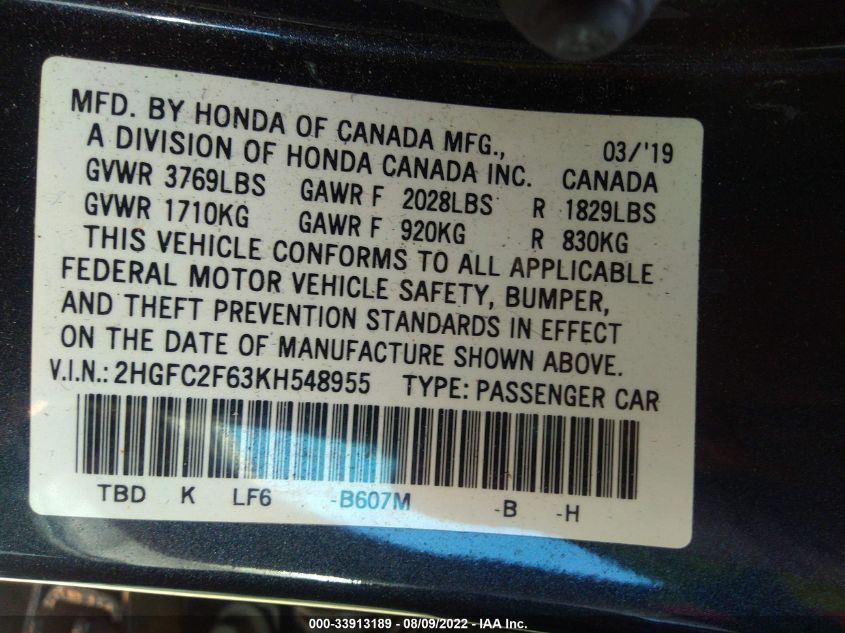 MFD. BY HONDA OF CANADA MFG., 03/'19
A DIVISION OF HONDA CANADA INC. CANADA
GVWR 3769LBS GAWR F 2028LBS R 1829LBS
GVWR 1710KG GAWR F 920KG R 830KG
THIS VEHICLE CONFORMS TO ALL APPLICABLE
FEDERAL MOTOR VEHICLE SAFETY, BUMPER,
AND THEFT PREVENTION STANDARDS IN EFFECT
ON THE DATE OF MANUFACTURE SHOWN ABOVE.
V.I.N.: 2HGFC2F63KH548955 TYPE: PASSENGER CAR
TBD K LF6 -B607M -B -H
000-33913189 - 08/09/2022 - IAA Inc.